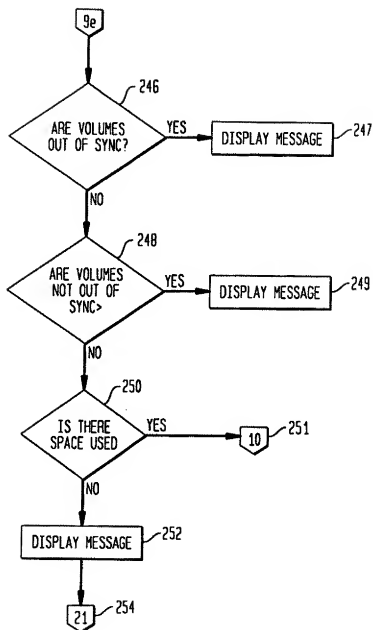 9e
246
ARE VOLUMES
OUT OF SYNC?
YES
DISPLAY MESSAGE
247
NO
248
ARE VOLUMES
NOT OUT OF
SYNC>
YES
DISPLAY MESSAGE
249
NO
250
IS THERE
SPACE USED
YES
10
251
NO
DISPLAY MESSAGE
252
21
254